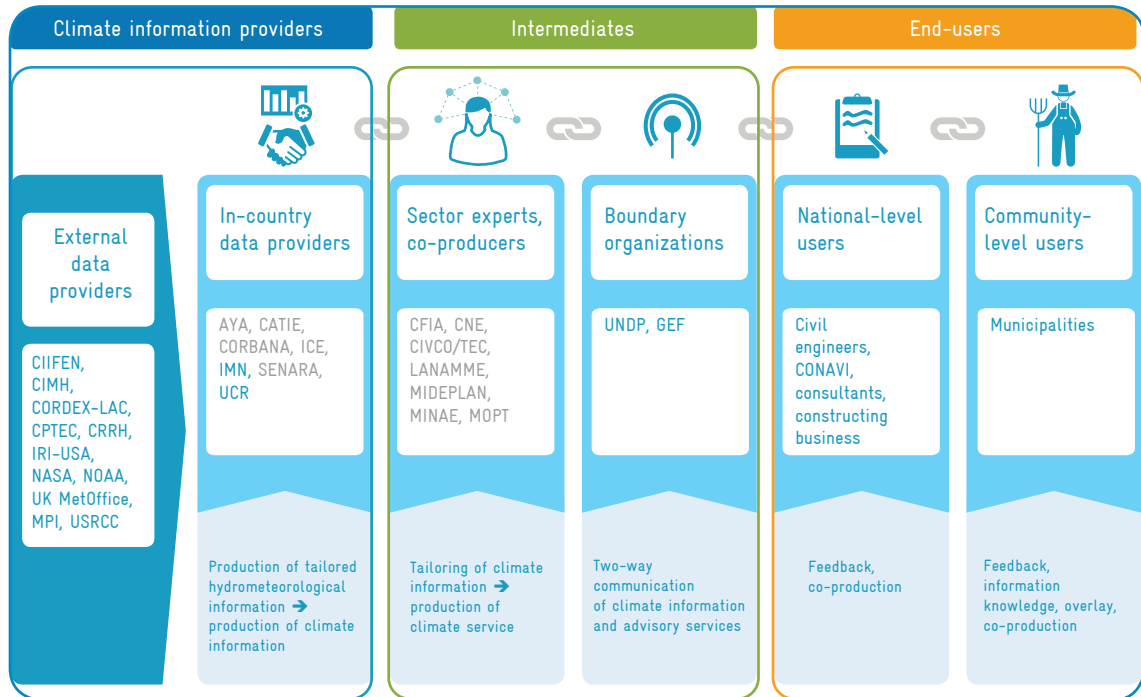 Climate information providers
Intermediates
End-users
External
data
providers
CIIFEN,
CIMH,
CORDEX-LAC,
CPTEC, CRRH,
IRI-USA,
NASA, NOAA,
UK MetOffice,
MPI, USRCC
In-country
data providers
AYA, CATIE,
CORBANA, ICE,
IMN, SENARA,
UCR
Production of tailored
hydrometeorological
information ➔
production of climate
information
Sector experts,
co-producers
CFIA, CNE,
CIVCO/TEC,
LANAMME,
MIDEPLAN,
MINAE, MOPT
Tailoring of climate
information ➔
production of
climate service
Boundary
organizations
UNDP, GEF
Two-way
communication
of climate information
and advisory services
National-level
users
Civil
engineers,
CONAVI,
consultants,
constructing
business
Feedback,
co-production
Community-
level users
Municipalities
Feedback,
information
knowledge, overlay,
co-production